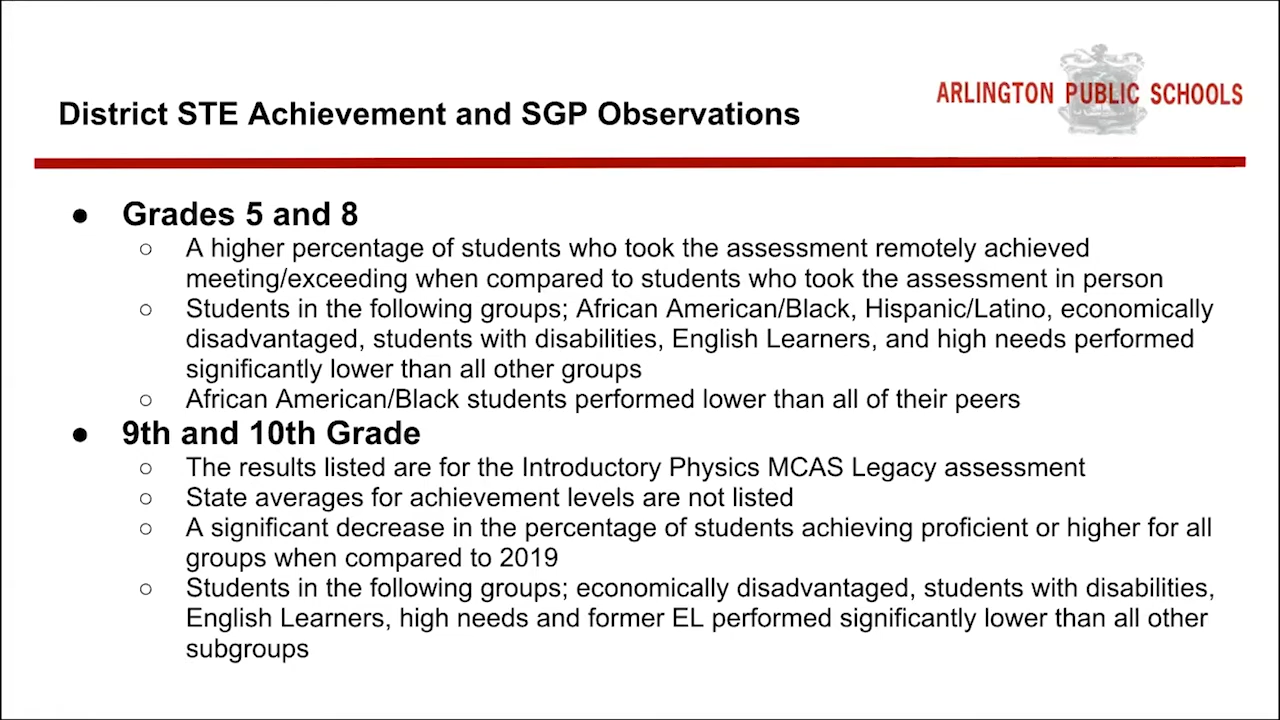 ARLINGTON PUBLIC SCHOOLS
District STE Achievement and SGP Observations
● Grades 5 and 8
○ A higher percentage of students who took the assessment remotely achieved
meeting/exceeding when compared to students who took the assessment in person
○ Students in the following groups; African American/Black, Hispanic/Latino, economically
disadvantaged, students with disabilities, English Learners, and high needs performed
significantly lower than all other groups
○ African American/Black students performed lower than all of their peers
● 9th and 10th Grade
○ The results listed are for the Introductory Physics MCAS Legacy assessment
○ State averages for achievement levels are not listed
○ A significant decrease in the percentage of students achieving proficient or higher for all
groups when compared to 2019
○ Students in the following groups; economically disadvantaged, students with disabilities,
English Learners, high needs and former EL performed significantly lower than all other
subgroups